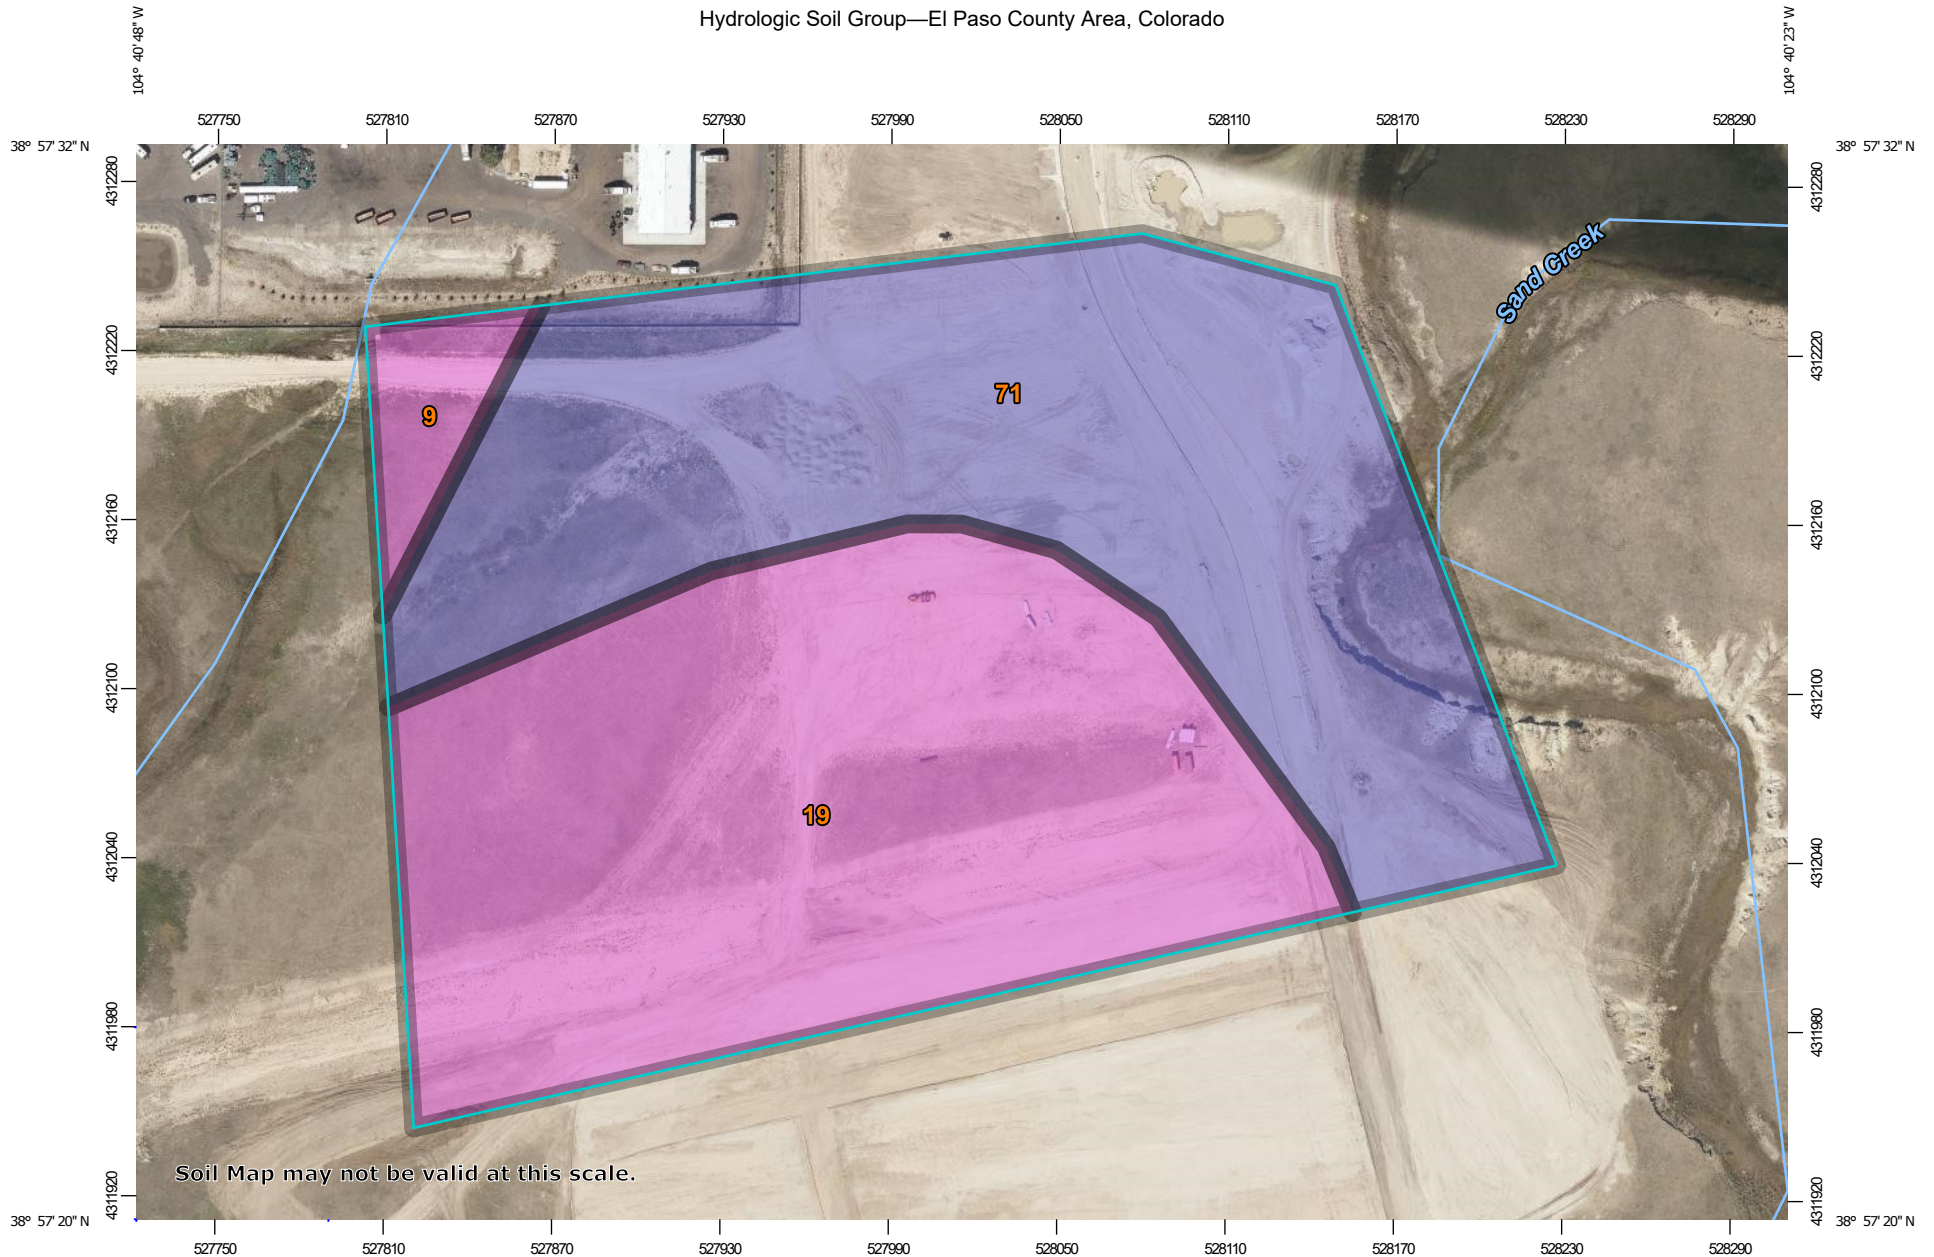 Hydrologic Soil Group—El Paso County Area, Colorado
104° 40' 48" W
104° 40' 23" W
527750 527810 527870 527930 527990 528050 528110 528170 528230 528290
38° 57' 32" N
38° 57' 32" N
4312280
4312280
Sand Creek
4312220
4312220
71
9
4312160
4312160
4312100
4312100
19
4312040
4312040
4311980
4311980
Soil Map may not be valid at this scale.
4311920
4311920
38° 57' 20" N
38° 57' 20" N
527750 527810 527870 527930 527990 528050 528110 528170 528230 528290